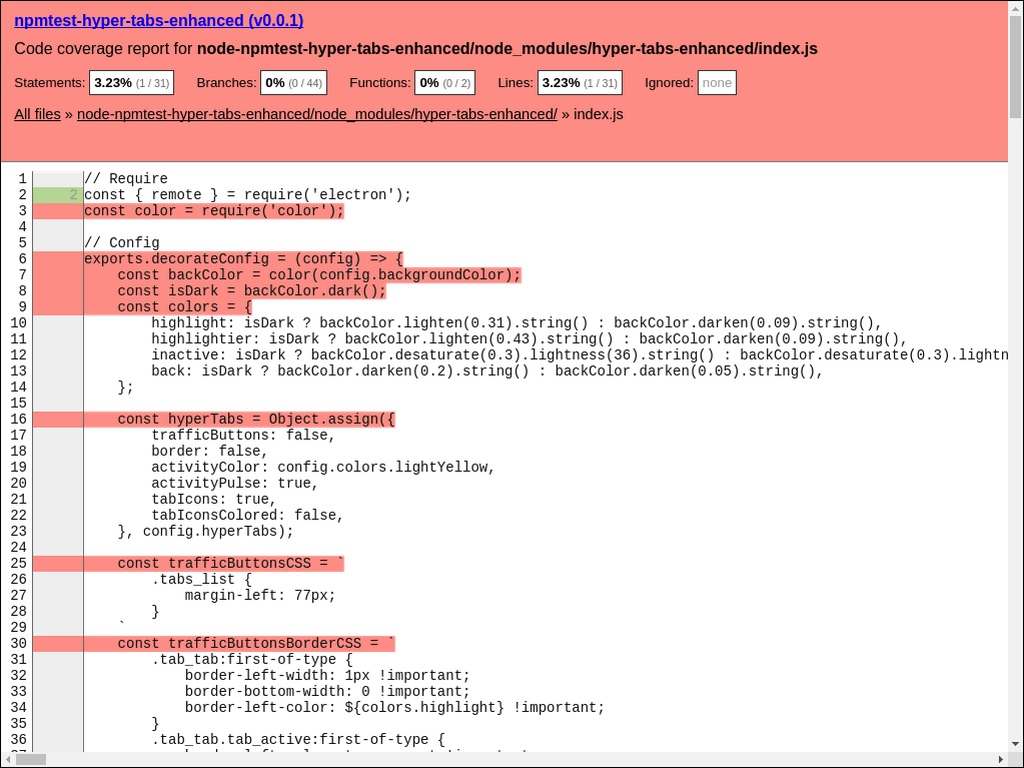 npmtest-hyper-tabs-enhanced (v0.0.1)
Code coverage report for node-npmtest-hyper-tabs-enhanced/node_modules/hyper-tabs-enhanced/index.js
Statements: 3.23% (1 / 31) Branches: 0% (0 / 44) Functions: 0% (0 / 2) Lines: 3.23% (1 / 31) Ignored: none
All files » node-npmtest-hyper-tabs-enhanced/node_modules/hyper-tabs-enhanced/ » index.js
1 // Require
2 2 const { remote } = require('electron');
3 const color = require('color');
4
5 // Config
6 exports.decorateConfig = (config) => {
7 const backColor = color(config.backgroundColor);
8 const isDark = backColor.dark();
9 const colors = {
10 highlight: isDark ? backColor.lighten(0.31).string() : backColor.darken(0.09).string(),
11 highlightier: isDark ? backColor.lighten(0.43).string() : backColor.darken(0.09).string(),
12 inactive: isDark ? backColor.desaturate(0.3).lightness(36).string() : backColor.desaturate(0.3).lightn
13 back: isDark ? backColor.darken(0.2).string() : backColor.darken(0.05).string(),
14 };
15
16 const hyperTabs = Object.assign({
17 trafficButtons: false,
18 border: false,
19 activityColor: config.colors.lightYellow,
20 activityPulse: true,
21 tabIcons: true,
22 tabIconsColored: false,
23 }, config.hyperTabs);
24
25 const trafficButtonsCSS = `
26 .tabs_list {
27 margin-left: 77px;
28 }
29 `
30 const trafficButtonsBorderCSS = `
31 .tab_tab:first-of-type {
32 border-left-width: 1px !important;
33 border-bottom-width: 0 !important;
34 border-left-color: ${colors.highlight} !important;
35 }
36 .tab_tab.tab_active:first-of-type {